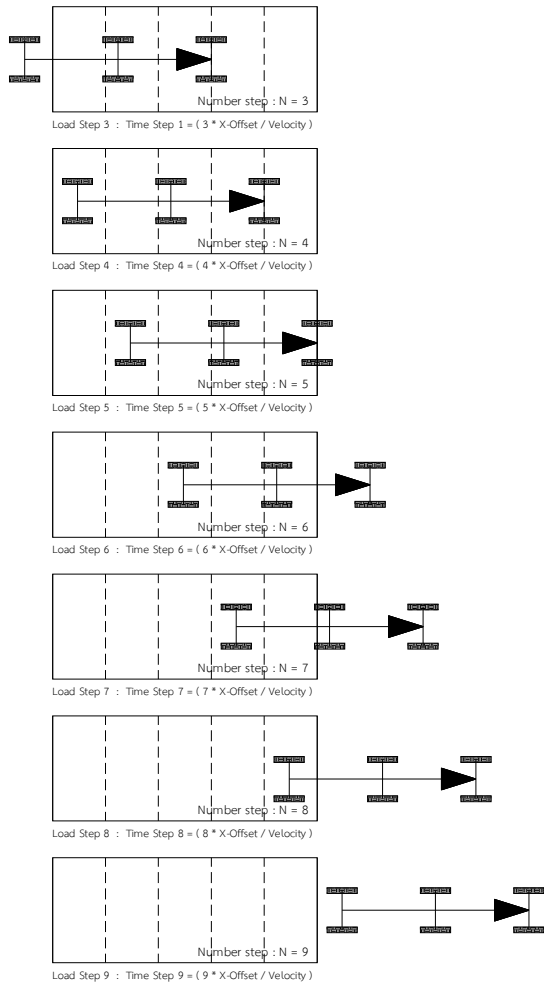 Number step : N = 3
Load Step 3 : Time Step 1 = ( 3 * X-Offset / Velocity )
Number step : N = 4
Load Step 4 : Time Step 4 = ( 4 * X-Offset / Velocity )
Number step : N = 5
Load Step 5 : Time Step 5 = ( 5 * X-Offset / Velocity )
Number step : N = 6
Load Step 6 : Time Step 6 = ( 6 * X-Offset / Velocity )
Number step : N = 7
Load Step 7 : Time Step 7 = ( 7 * X-Offset / Velocity )
Number step : N = 8
Load Step 8 : Time Step 8 = ( 8 * X-Offset / Velocity )
Number step : N = 9
Load Step 9 : Time Step 9 = ( 9 * X-Offset / Velocity )